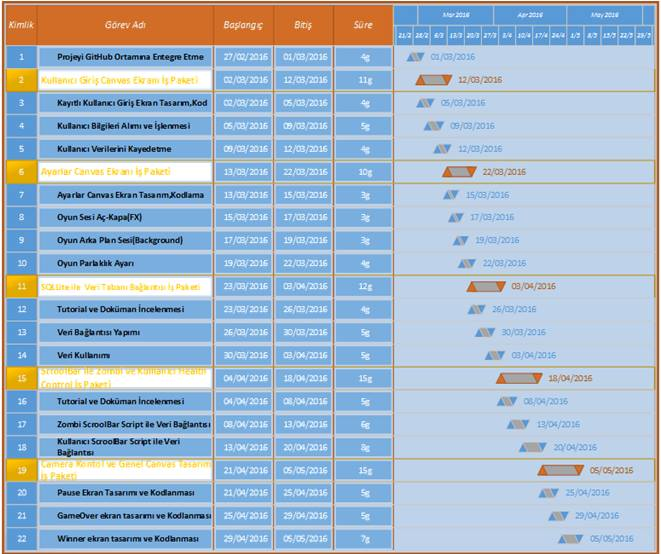 Kimlik Görev Adı Başlangıç Bitiş Süre
Mar 2016 Apr 2016 May 2016
21/2 28/2 6/3 13/3 20/3 27/3 3/4 10/4 17/4 24/4 1/5 8/5 15/5 22/5 29/5
1 Projeyi GitHub Ortamına Entegre Etme 27/02/2016 01/03/2016 4g 01/03/2016
2 Kullanıcı Giriş Canvas Ekranı İş Paketi 02/03/2016 12/03/2016 11g 12/03/2016
3 Kayıtlı Kullanıcı Giriş Ekran Tasarım,Kod 02/03/2016 05/03/2016 4g 05/03/2016
4 Kullanıcı Bilgileri Alımı ve İşlenmesi 05/03/2016 09/03/2016 5g 09/03/2016
5 Kullanıcı Verilerini Kayedetme 09/03/2016 12/03/2016 4g 12/03/2016
6 Ayarlar Canvas Ekranı İş Paketi 13/03/2016 22/03/2016 10g 22/03/2016
7 Ayarlar Canvas Ekran Tasarım,Kodlama 13/03/2016 15/03/2016 3g 15/03/2016
8 Oyun Sesi Aç-Kapa(FX) 15/03/2016 17/03/2016 3g 17/03/2016
9 Oyun Arka Plan Sesi(Background) 17/03/2016 19/03/2016 3g 19/03/2016
10 Oyun Parlaklık Ayarı 19/03/2016 22/03/2016 4g 22/03/2016
11 SQLLite ile Veri Tabanı Bağlantısı İş Paketi 23/03/2016 03/04/2016 12g 03/04/2016
12 Tutorial ve Doküman İncelenmesi 23/03/2016 26/03/2016 4g 26/03/2016
13 Veri Bağlantısı Yapımı 26/03/2016 30/03/2016 5g 30/03/2016
14 Veri Kullanımı 30/03/2016 03/04/2016 5g 03/04/2016
15 Scroolbar ile Zombi ve Kullanıcı Health
Control İş Paketi 04/04/2016 18/04/2016 15g 18/04/2016
16 Tutorial ve Doküman İncelenmesi 04/04/2016 08/04/2016 5g 08/04/2016
17 Zombi ScroolBar Script ile Veri Bağlantısı 08/04/2016 13/04/2016 6g 13/04/2016
18 Kullanıcı ScroolBar Script ile Veri
Bağlantısı 13/04/2016 20/04/2016 8g 20/04/2016
19 Camera Kontol ve Genel Canvas Tasarım
İş Paketi 21/04/2016 05/05/2016 15g 05/05/2016
20 Pause Ekran Tasarımı ve Kodlanması 21/04/2016 25/04/2016 5g 25/04/2016
21 GameOver ekran tasarımı ve Kodlanması 25/04/2016 29/04/2016 5g 29/04/2016
22 Winner ekran tasarımı ve Kodlanması 29/04/2016 05/05/2016 7g 05/05/2016